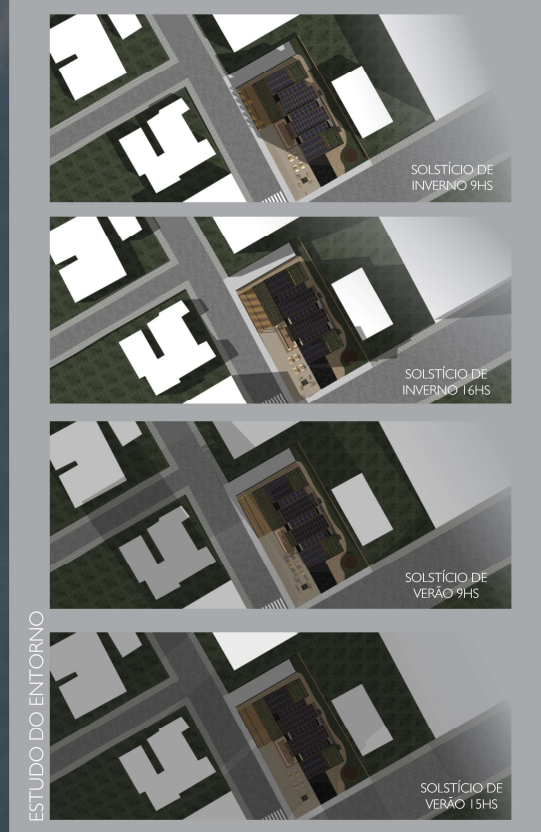 SOLSTÍCIO DE
INVERNO 9HS
SOLSTÍCIO DE
INVERNO 16HS
SOLSTÍCIO DE
VERÃO 9HS
SOLSTÍCIO DE
VERÃO 15HS
ESTUDO DO ENTORNO